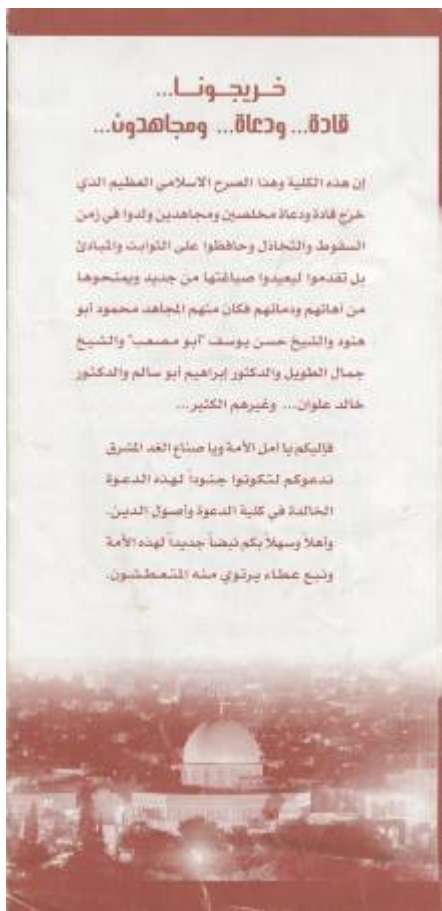 خريجونا...
قادة... ودعاة... ومجاهدون...
إن هذه الكلية وهذا الصرح الاسلامي العظيم الذي
خرج قادة ودعاة مخلصين ومجاهدين ولدوا في زمن
السقوط والتخاذل وحافظوا على الثوابت والمبادئ
بل تقدموا ليعيدوا صياغتها من جديد ويمنحوها
من أهاتهم ودمائهم فكان منهم المجاهد محمود أبو
هنود والشيخ حسن يوسف "أبو مصعب" والشيخ
جمال الطويل والدكتور إبراهيم أبو سالم والدكتور
خالد علوان... وغيرهم الكثير...
فإليكم يا أمل الأمة ويا صناع الغد المشرق
ندعوكم لتكونوا جنوداً لهذه الدعوة
الخالدة في كلية الدعوة وأصول الدين.
وأهلا وسهلا بكم نبضاً جديداً لهذه الأمة
ونبع عطاء يرتوي منه المتعطشون.